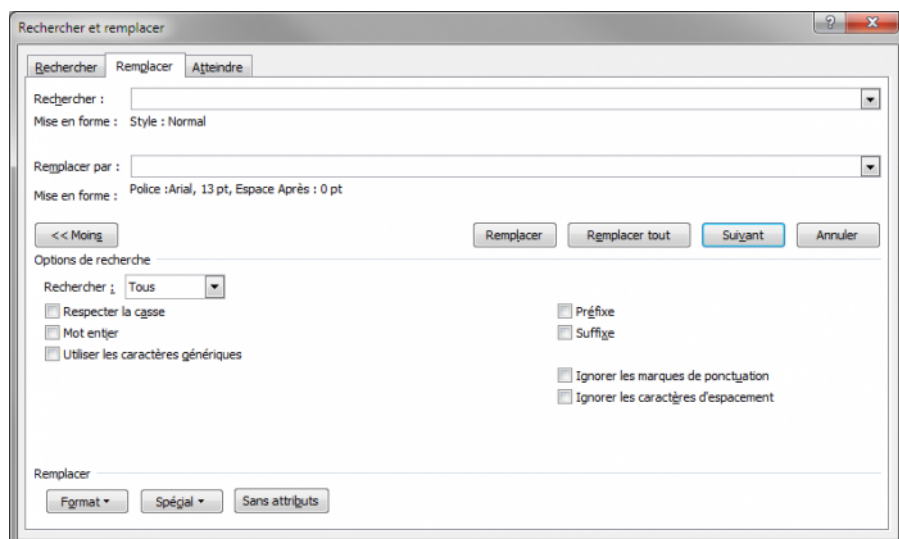 Rechercher et remplacer
Rechercher Remplacer Atteindre
Rechercher :
Mise en forme : Style : Normal
Remplacer par :
Mise en forme : Police :Arial, 13 pt, Espace Après : 0 pt
<< Moins Remplacer Remplacer tout Suivant Annuler
Options de recherche
Rechercher : Tous
Respecter la casse Préfixe
Mot entier Suffixe
Utiliser les caractères génériques
Ignorer les marques de ponctuation
Ignorer les caractères d'espacement
Remplacer
Format Spécial Sans attributs